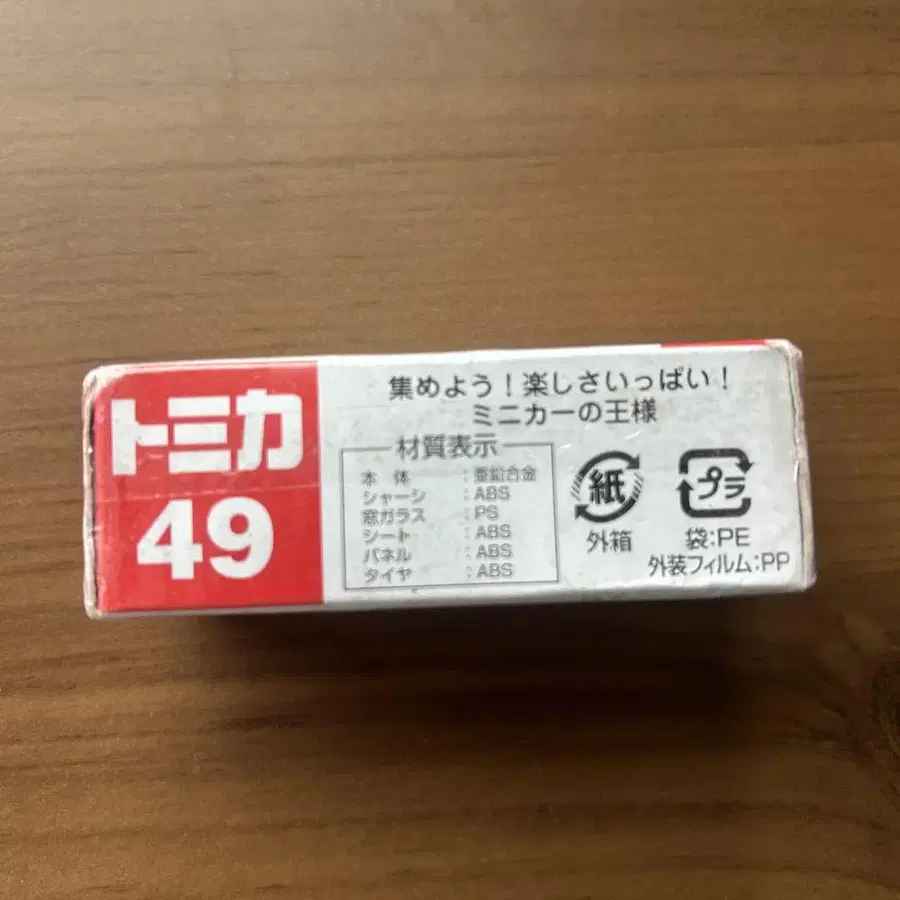 トミカ
49
集めよう！楽しさいっぱい！
ミニカーの王様
材質表示
本体：亜鉛合金
シャーシ：ABS
窓ガラス：PS
シート：ABS
パネル：ABS
タイヤ：ABS
紙
外箱
プラ
袋：PE
外装フィルム：PP